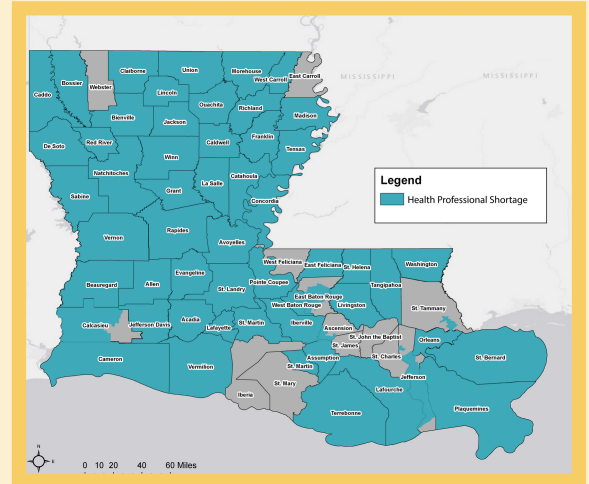 Claiborne
Union
Morehouse
West Carroll
East Carroll
MISSISSIPPI
MISSISSIPPI
Bossier
Webster
Caddo
Lincoln
Ouachita
Richland
Madison
Bienville
Jackson
De Soto
Red River
Caldwell
Franklin
Tensas
Winn
Natchitoches
Catahoula
La Salle
Grant
Sabine
Concordia
Legend
Health Professional Shortage
Vernon
Rapides
Avoyelles
West Feliciana
East Feliciana
St. Helena
Washington
Evangeline
Pointe Coupee
Tangipahoa
Beauregard
Allen
St. Landry
East Baton Rouge
West Baton Rouge
Livingston
St. Tammany
Calcasieu
Jefferson Davis
Acadia
Lafayette
St. Martin
Iberville
Ascension
St. John the Baptist
St. James
Orleans
Cameron
Vermilion
St. Martin
Assumption
St. Charles
St. Bernard
Iberia
St. Mary
Jefferson
Lafourche
Terrebonne
Plaquemines
N
E
0 10 20 40 60 Miles